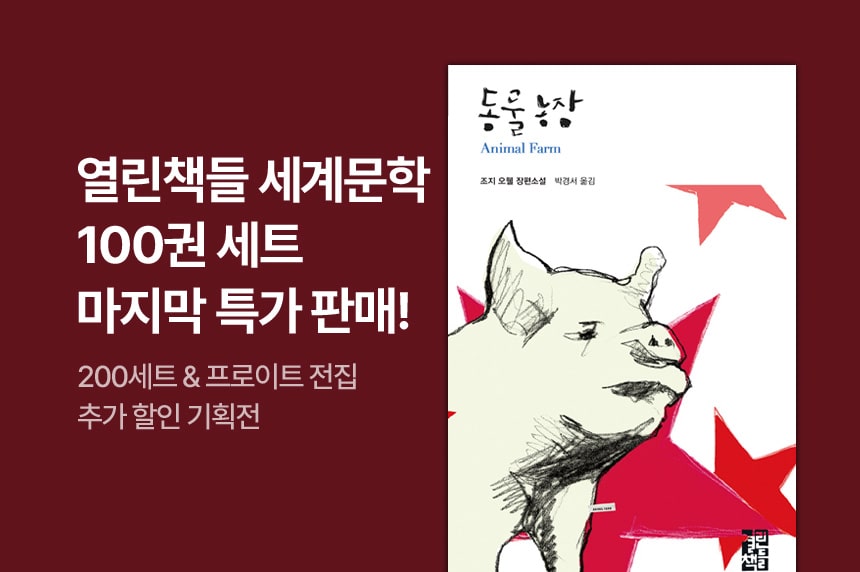 열린책들 세계문학
100권 세트
마지막 특가 판매!
200세트 & 프로이트 전집
추가 할인 기획전
동물농장
Animal Farm
조지 오웰 장편소설 박경서 옮김
ANIMAL FARM
열린
책들